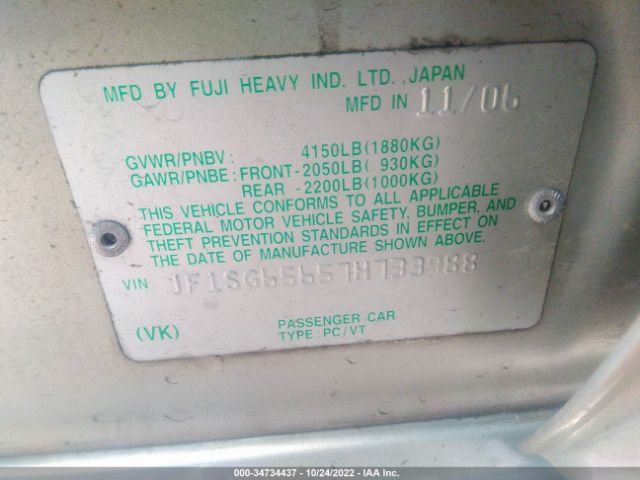 MFD BY FUJI HEAVY IND. LTD. ,JAPAN
MFD IN 11/06
GVWR/PNBV : 4150LB(1880KG)
GAWR/PNBE : FRONT-2050LB( 930KG)
REAR -2200LB(1000KG)
THIS VEHICLE CONFORMS TO ALL APPLICABLE
FEDERAL MOTOR VEHICLE SAFETY, BUMPER, AND
THEFT PREVENTION STANDARDS IN EFFECT ON
THE DATE OF MANUFACTURE SHOWN ABOVE.
VIN JF1SG65657H733988
(VK) PASSENGER CAR
TYPE : PC/VT
000-34734437 - 10/24/2022 - IAA Inc.